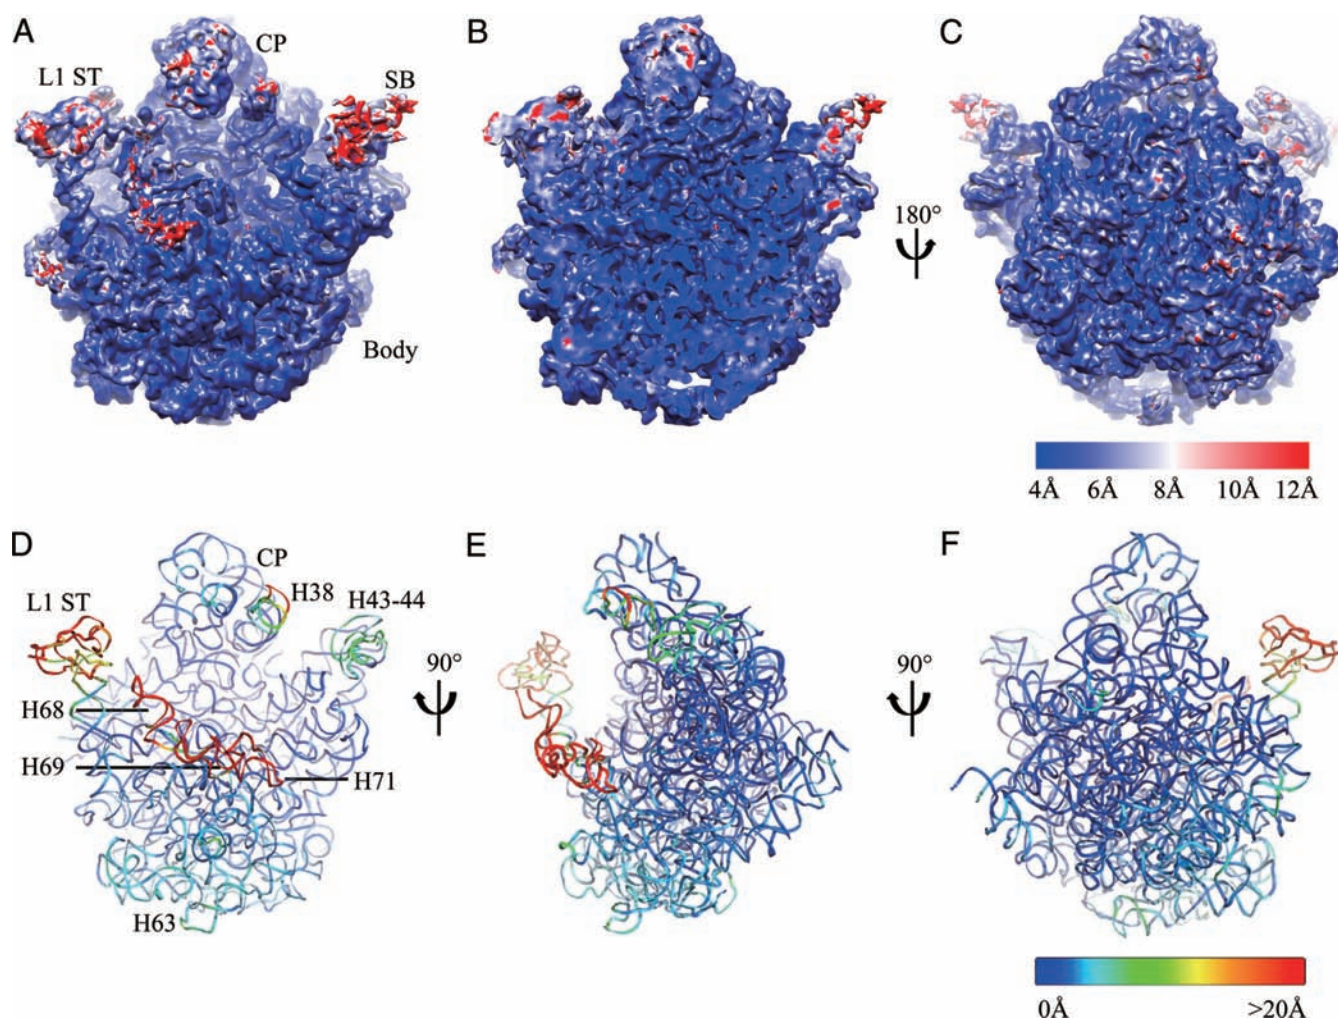 A
B
C
CP
L1 ST
SB
180°
Body
4Å 6Å 8Å 10Å 12Å
D
E
F
CP
H38
L1 ST
H43-44
90°
90°
H68
H69
H71
H63
0Å >20Å